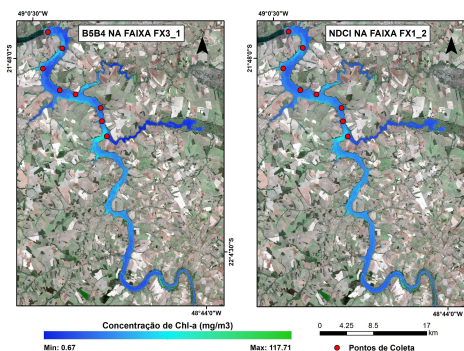 49°0'30"S
49°0'30"S
B5B4 NA FAIXA FX3_1
NDCI NA FAIXA FX1_2
21°48'0"S
21°48'0"S
22°4'30"S
48°44'0"W
48°44'0"W
Concentração de Chl-a (mg/m3)
Min: 0.67
Max: 117.71
0 4.25 8.5 17
km
Pontos de Coleta